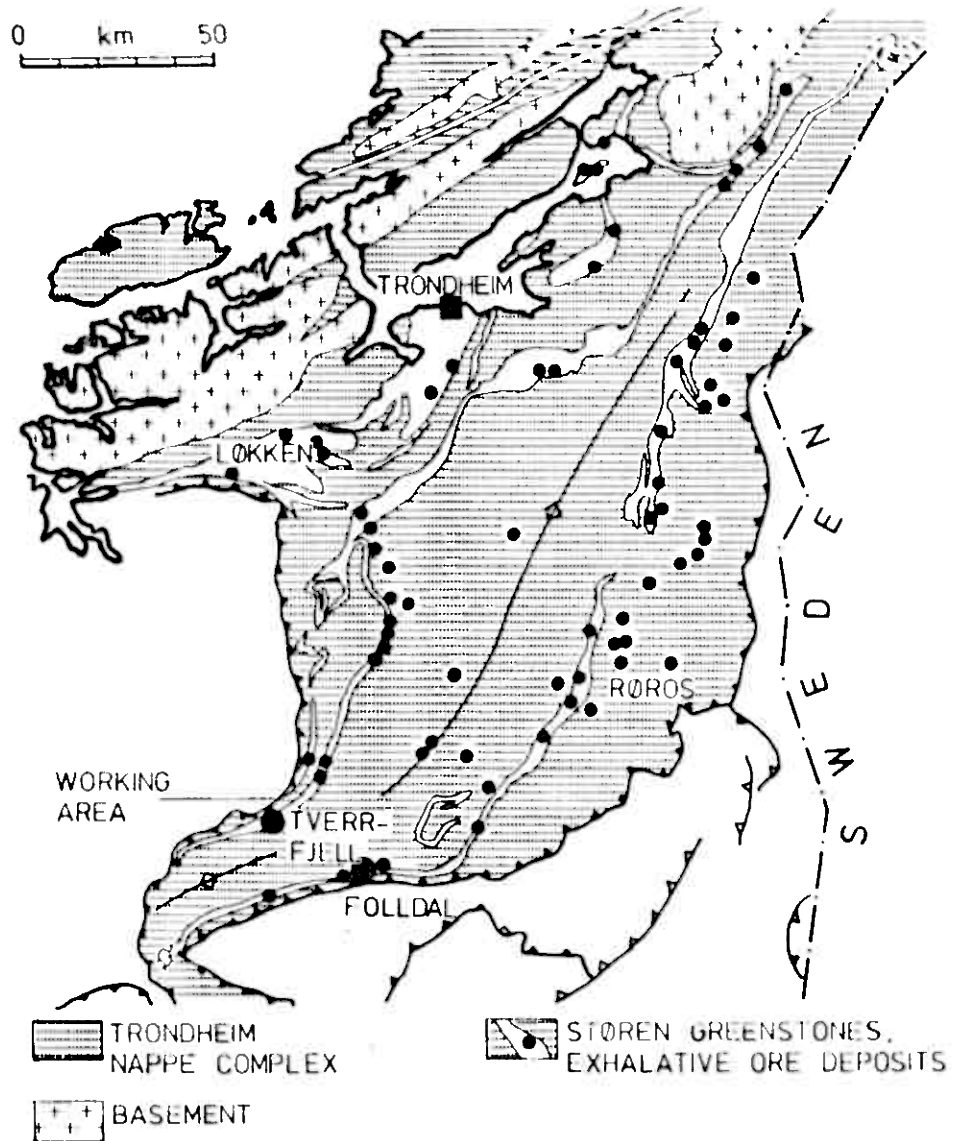 0 km 50
TRONDHEIM
LØKKEN
RØROS
WORKING
AREA
TVERR-
FJELL
FOLLDAL
SWEDEN
TRONDHEIM
NAPPE COMPLEX
STØREN GREENSTONES,
EXHALATIVE ORE DEPOSITS
BASEMENT